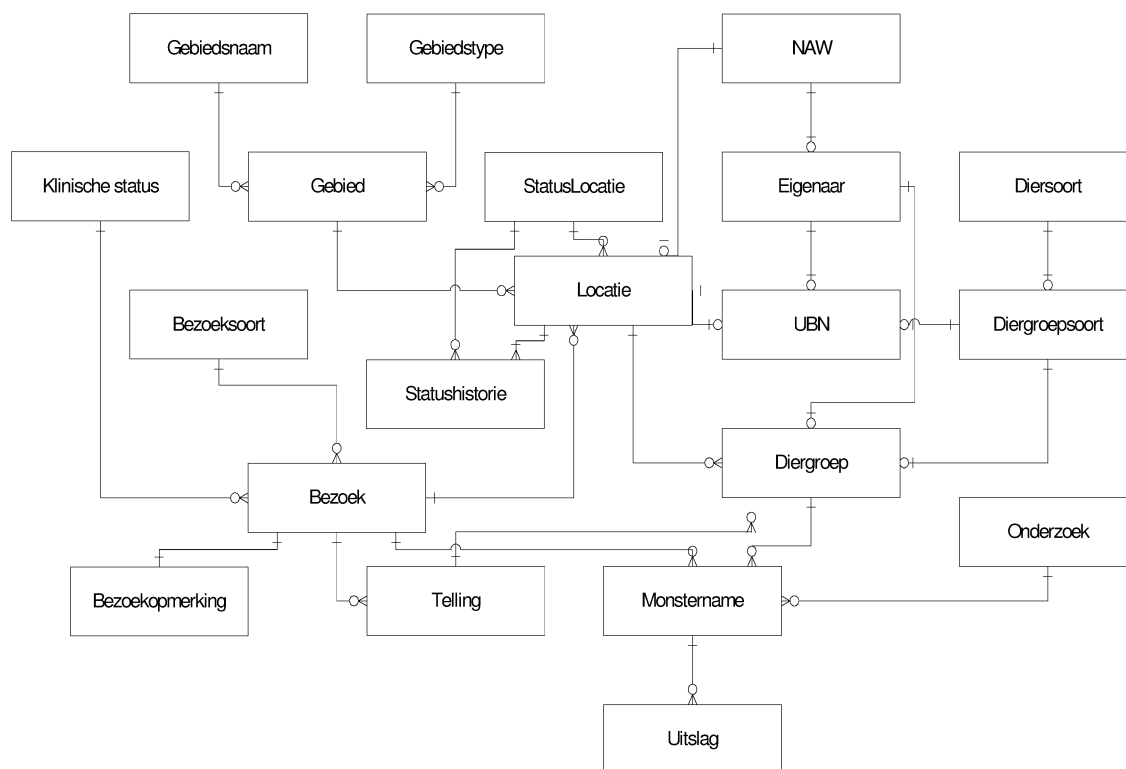 Gebiedsnaam
Gebiedstype
NAW
Klinische status
Gebied
StatusLocatie
Eigenaar
Diersoort
Locatie
Bezoeksoort
UBN
Diergroepsoort
Statushistorie
Diergroep
Bezoek
Onderzoek
Bezoekopmerking
Telling
Monstername
Uitslag